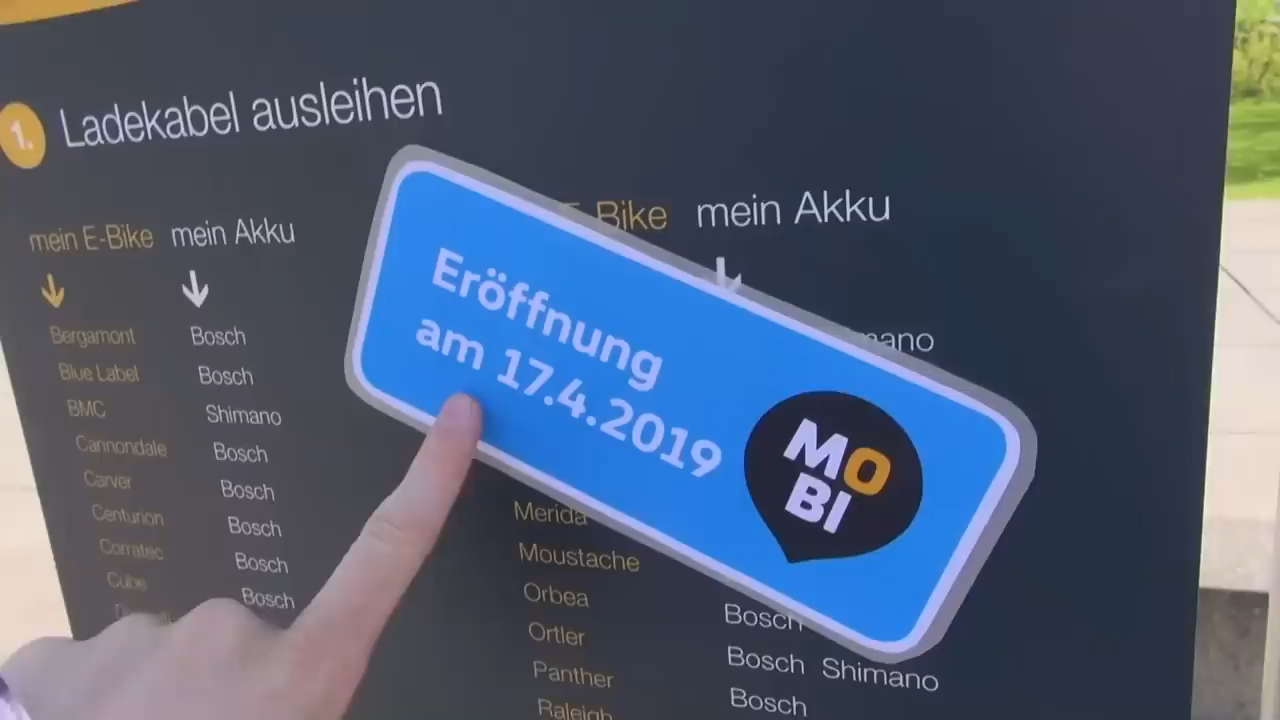 1. Ladekabel ausleihen
mein E-Bike mein Akku
Bergamont Bosch
Blue Label Bosch
BMC Shimano
Cannondale Bosch
Carver Bosch
Centurion Bosch
Corratec Bosch
Cube Bosch
Bike mein Akku
mano
Eröffnung
am 17.4.2019
MO
BI
Merida
Moustache
Orbea Bosch
Ortler Bosch Shimano
Panther Bosch
Raleigh